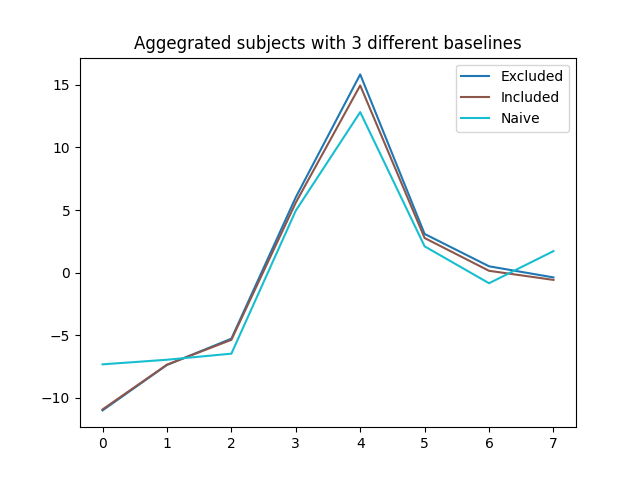 Aggegrated subjects with 3 different baselines
Excluded
Included
Naive
15
10
5
0
−5
−10
0 1 2 3 4 5 6 7